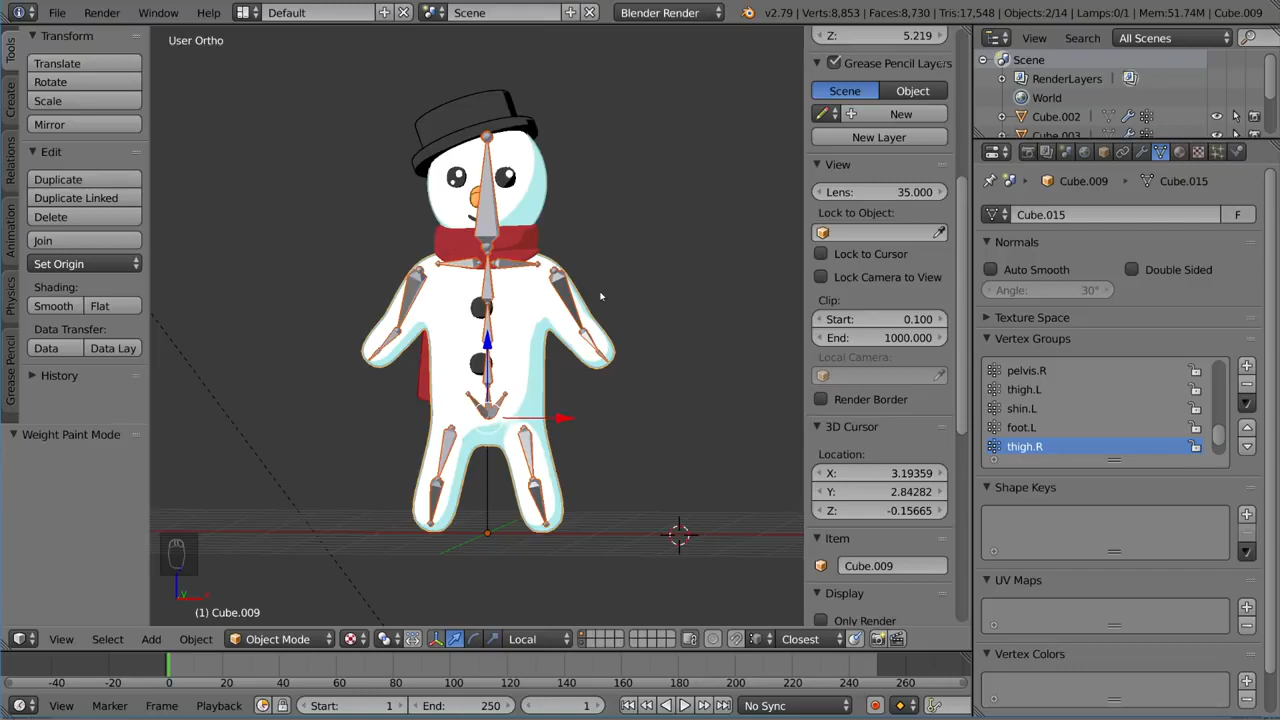 File Render Window Help Default Scene Blender Render v2.79 | Verts:8,853 | Faces:8,730 | Tris:17,548 | Objects:2/14 | Lamps:0/1 | Mem:51.74M | Cube.009
Tools
Create
Relations
Animation
Physics
Grease Pencil
Transform
Translate
Rotate
Scale
Mirror
Edit
Duplicate
Duplicate Linked
Delete
Join
Set Origin
Shading:
Smooth Flat
Data Transfer:
Data Data Lay
History
Weight Paint Mode
User Ortho
(1) Cube.009
Z: 5.219
Grease Pencil Layers
Scene Object
New
New Layer
View
Lens: 35.000
Lock to Object:
Lock to Cursor
Lock Camera to View
Clip:
Start: 0.100
End: 1000.000
Local Camera:
Render Border
3D Cursor
Location:
X: 3.19359
Y: 2.84282
Z: -0.15665
Item
Cube.009
Display
Only Render
View Search All Scenes
Scene
RenderLayers
World
Cube.002
Cube.003
Cube.009 Cube.015
Cube.015 F
Normals
Auto Smooth Double Sided
Angle: 30°
Texture Space
Vertex Groups
pelvis.R
thigh.L
shin.L
foot.L
thigh.R
Shape Keys
UV Maps
Vertex Colors
View Select Add Object Object Mode Local Closest
-40 -20 0 20 40 60 80 100 120 140 160 180 200 220 240 260
View Marker Frame Playback Start: 1 End: 250 1 No Sync